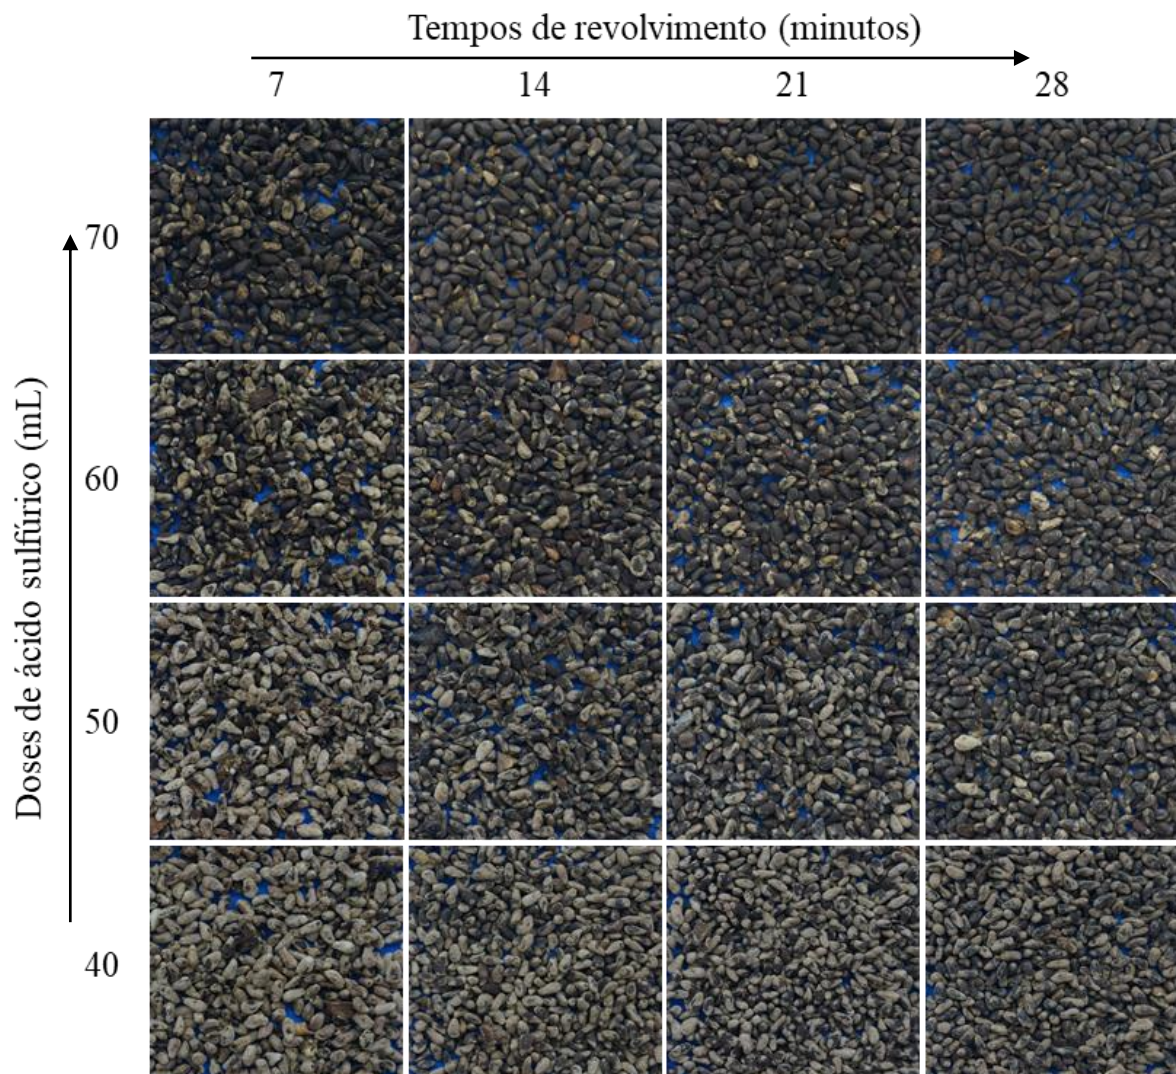 Tempos de revolvimento (minutos)
7 14 21 28
Doses de ácido sulfúrico (mL)
70
60
50
40